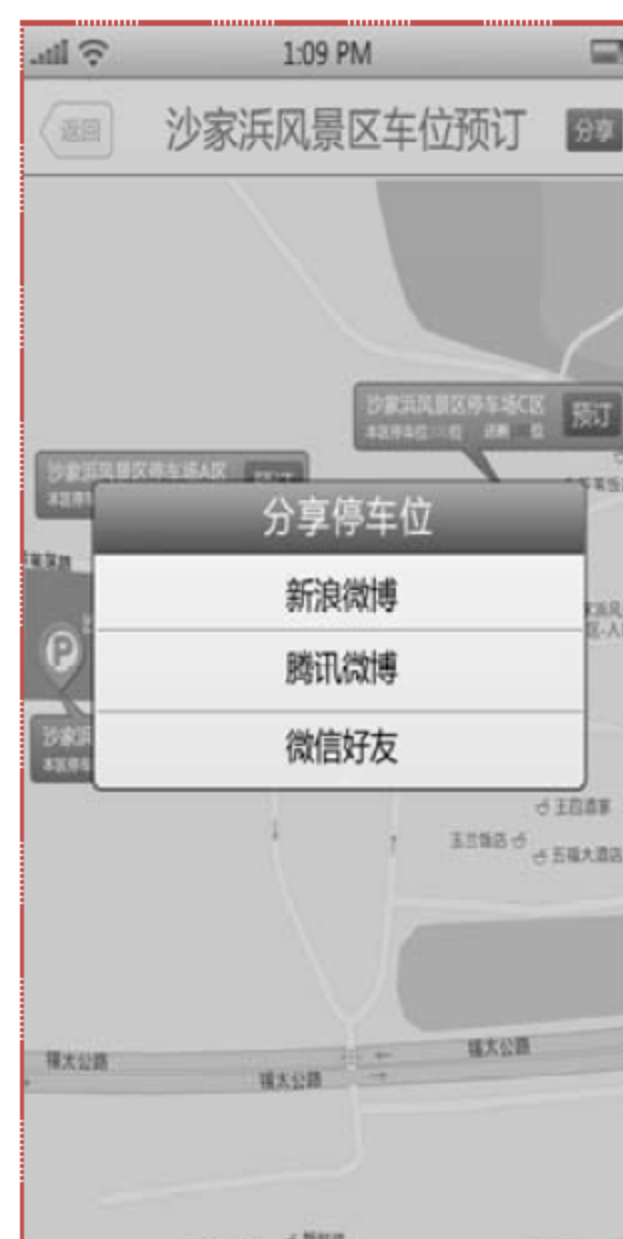 1:09 PM
返回
沙家浜风景区车位预订
分享
沙家浜风景区停车场C区
预订
沙家浜风景区停车场A区
分享停车位
新浪微博
腾讯微博
微信好友
P
王四酒家
玉兰饭店
五福大酒店
锡太公路
锡太公路
锡太公路